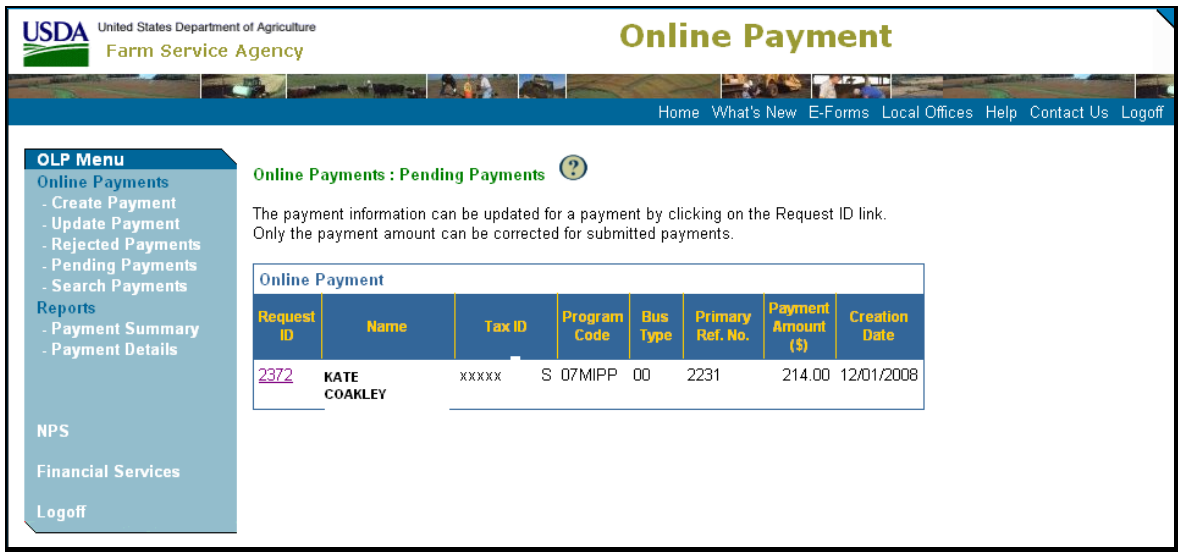 USDA United States Department of Agriculture
Farm Service Agency
Online Payment
Home What's New E-Forms Local Offices Help Contact Us Logoff
OLP Menu
Online Payments
- Create Payment
- Update Payment
- Rejected Payments
- Pending Payments
- Search Payments
Reports
- Payment Summary
- Payment Details
NPS
Financial Services
Logoff
Online Payments : Pending Payments ?
The payment information can be updated for a payment by clicking on the Request ID link.
Only the payment amount can be corrected for submitted payments.
Online Payment
Request ID Name Tax ID Program Code Bus Type Primary Ref. No. Payment Amount ($) Creation Date
2372 KATE COAKLEY xxxxx S 07MIPP 00 2231 214.00 12/01/2008